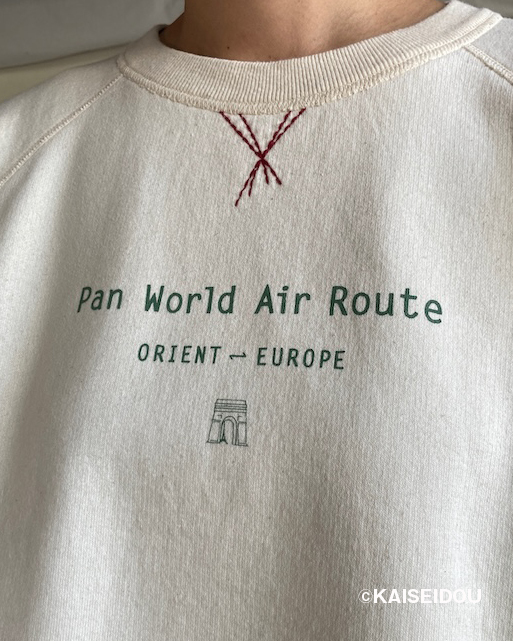 Pan World Air Route
ORIENT ⇌ EUROPE
©KAISEIDOU